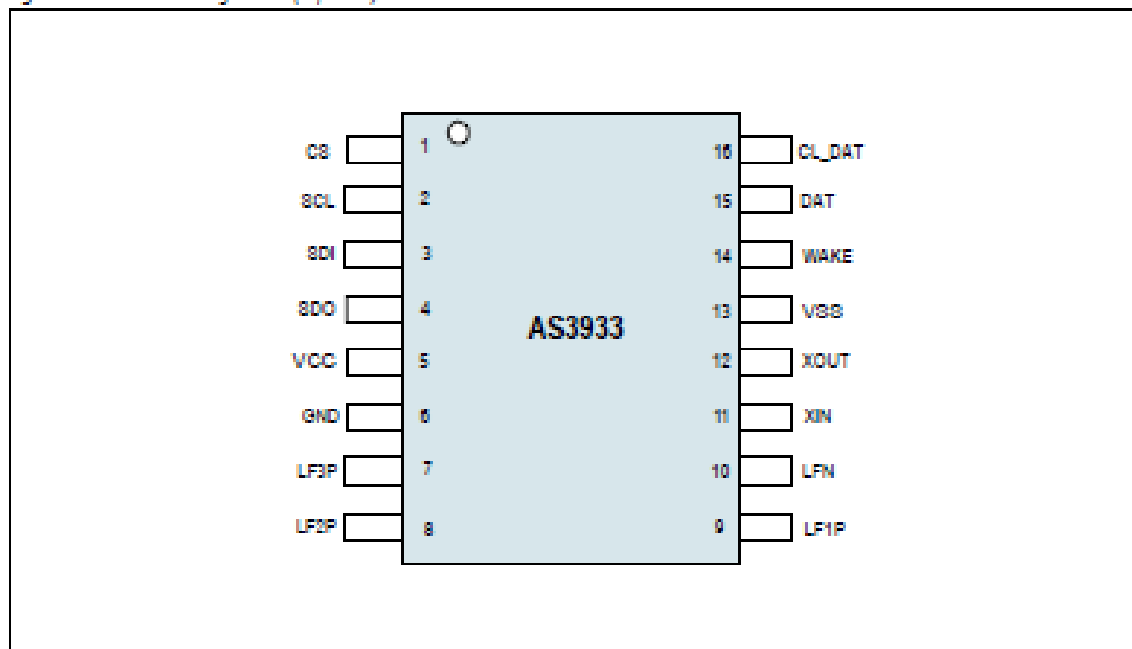 CS 1 16 CL_DAT
SCL 2 15 DAT
SDI 3 14 WAKE
SDO 4 13 VSS
AS3933
VCC 5 12 XOUT
GND 6 11 XIN
LF3P 7 10 LFN
LF2P 8 9 LF1P